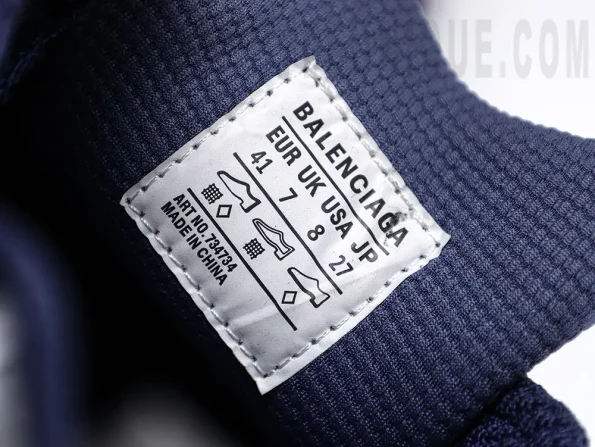 UE.COM
BALENCIAGA
EUR UK USA JP
41 7 8 27
ART NO. 734734
MADE IN CHINA